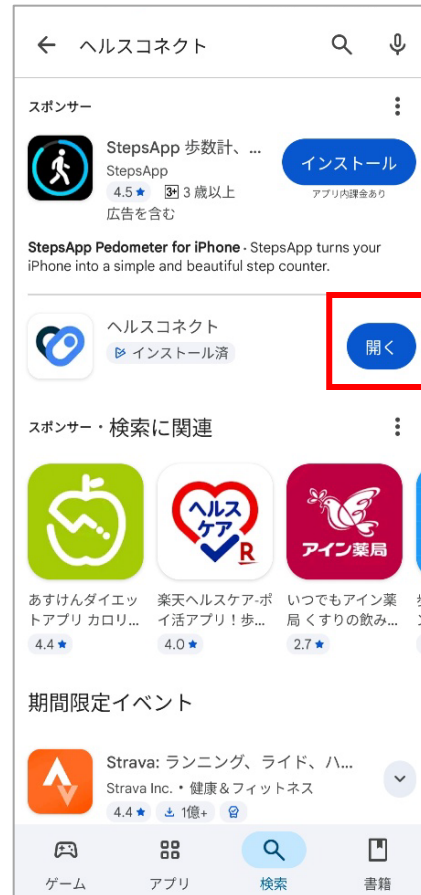 ヘルスコネクト
スポンサー
StepsApp 歩数計、...
StepsApp
4.5★ 3+ 3 歳以上
広告を含む
インストール
アプリ内課金あり
StepsApp Pedometer for iPhone · StepsApp turns your
iPhone into a simple and beautiful step counter.
ヘルスコネクト
インストール済
開く
スポンサー・検索に関連
ヘルス
ケア
R
アイン薬局
あすけんダイエッ
トアプリ カロリ...
4.4★
楽天ヘルスケア-ポ
イ活アプリ！歩...
4.0★
いつでもアイン薬
局 くすりの飲み...
2.7★
期間限定イベント
Strava: ランニング、ライド、ハ...
Strava Inc. • 健康＆フィットネス
4.4★ 1億+
ゲーム
アプリ
検索
書籍